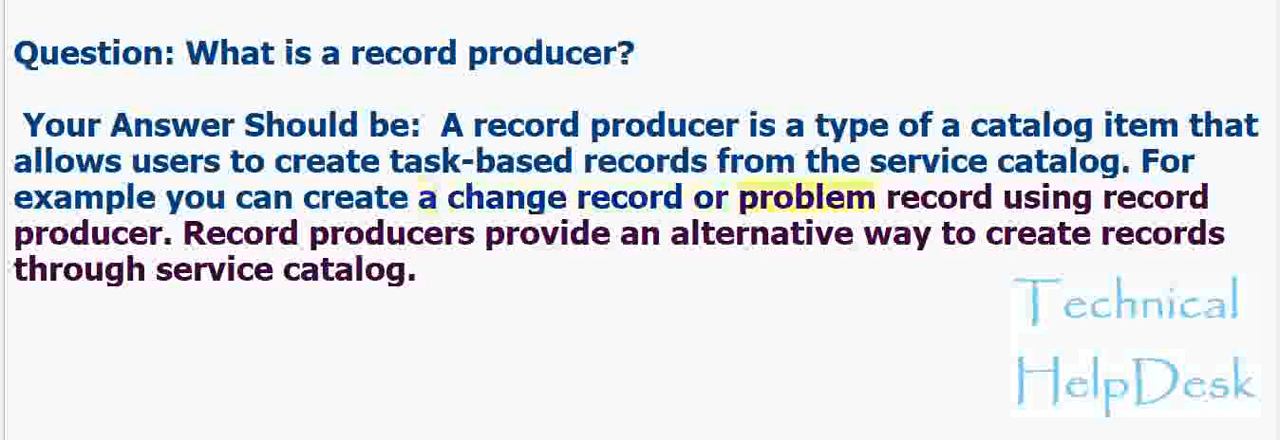 Question: What is a record producer?
Your Answer Should be: A record producer is a type of a catalog item that
allows users to create task-based records from the service catalog. For
example you can create a change record or problem record using record
producer. Record producers provide an alternative way to create records
through service catalog.
Technical
HelpDesk